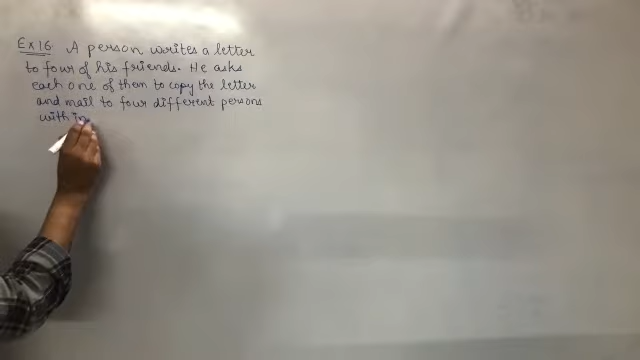 Ex 16. A person writes a letter
to four of his friends. He asks
each one of them to copy the letter
and mail to four different persons
with in